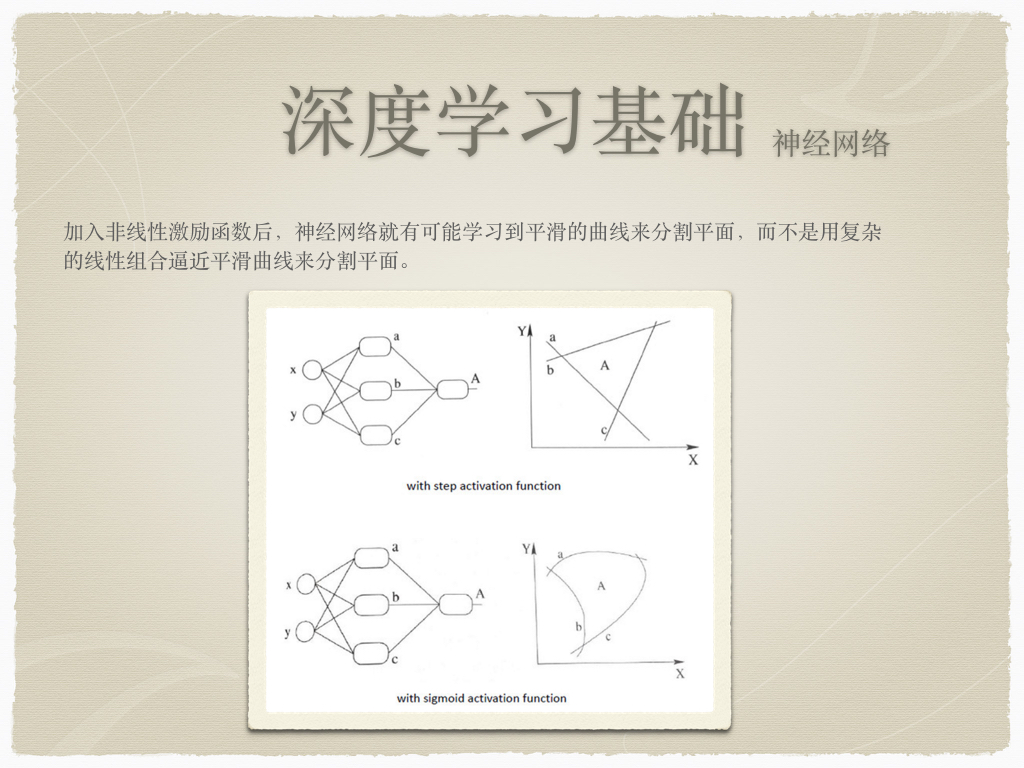 深度学习基础 神经网络
加入非线性激励函数后，神经网络就有可能学习到平滑的曲线来分割平面，而不是用复杂
的线性组合逼近平滑曲线来分割平面。
a
x
b
A
y
c
Y
a
b
A
c
X
with step activation function
a
x
b
A
y
c
Y
a
A
b
c
X
with sigmoid activation function